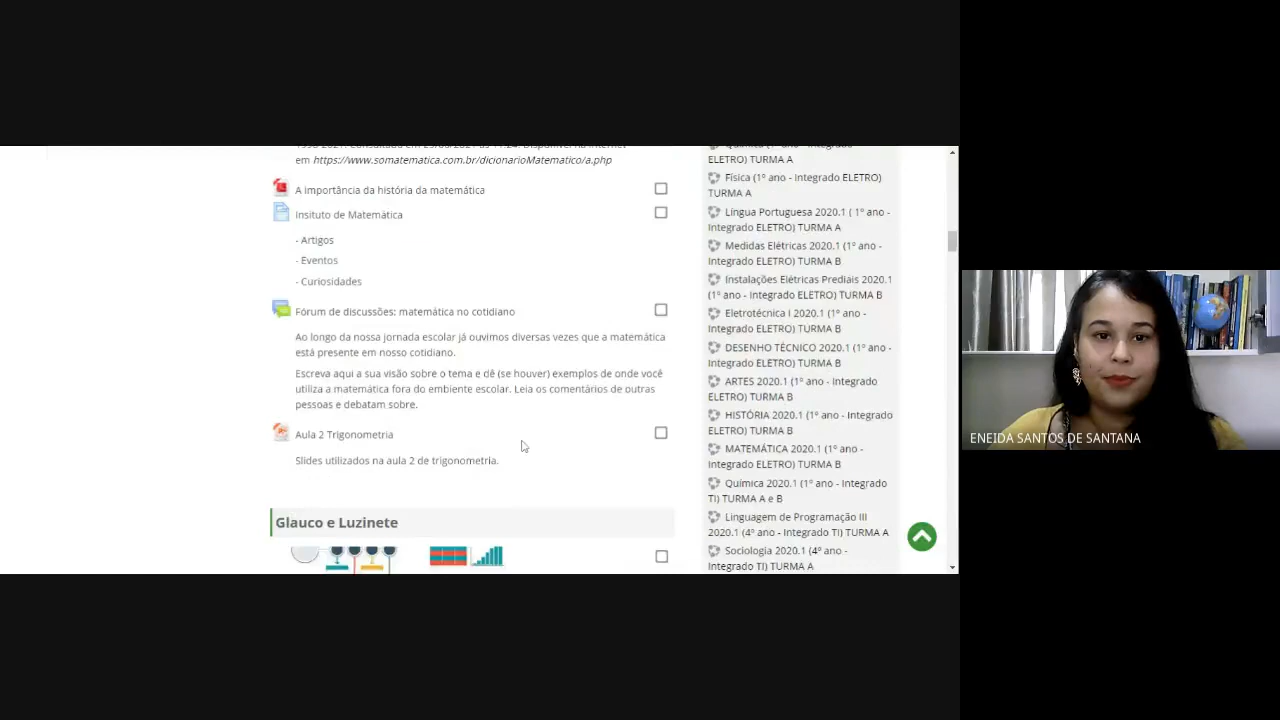 em https://www.somatematica.com.br/dicionarioMatematico/a.php
A importância da história da matemática
Insituto de Matemática
- Artigos
- Eventos
- Curiosidades
Fórum de discussões: matemática no cotidiano
Ao longo da nossa jornada escolar já ouvimos diversas vezes que a matemática
está presente em nosso cotidiano.
Escreva aqui a sua visão sobre o tema e dê (se houver) exemplos de onde você
utiliza a matemática fora do embiente escolar. Leia os comentários de outras
pessoas e debatam sobre.
Aula 2 Trigonometria
Slides utilizados na aula 2 de trigonometria.
Glauco e Luzinete
ELETRO) TURMA A
Física (1º ano - Integrado ELETRO)
TURMA A
Língua Portuguesa 2020.1 ( 1º ano -
Integrado ELETRO) TURMA A
Medidas Elétricas 2020.1 (1º ano -
Integrado ELETRO) TURMA B
Instalações Elétricas Prediais 2020.1
(1º ano - Integrado ELETRO) TURMA B
Eletrotécnica I 2020.1 (1º ano -
Integrado ELETRO) TURMA B
DESENHO TÉCNICO 2020.1 (1º ano -
Integrado ELETRO) TURMA B
ARTES 2020.1 (1º ano - Integrado
ELETRO) TURMA B
HISTÓRIA 2020.1 (1º ano - Integrado
ELETRO) TURMA B
MATEMÁTICA 2020.1 (1º ano -
Integrado ELETRO) TURMA B
Química 2020.1 (1º ano - Integrado
TI) TURMA A e B
Linguagem de Programação III
2020.1 (4º ano - Integrado TI) TURMA A
Sociologia 2020.1 (4º ano -
Integrado TI) TURMA A
ENEIDA SANTOS DE SANTANA